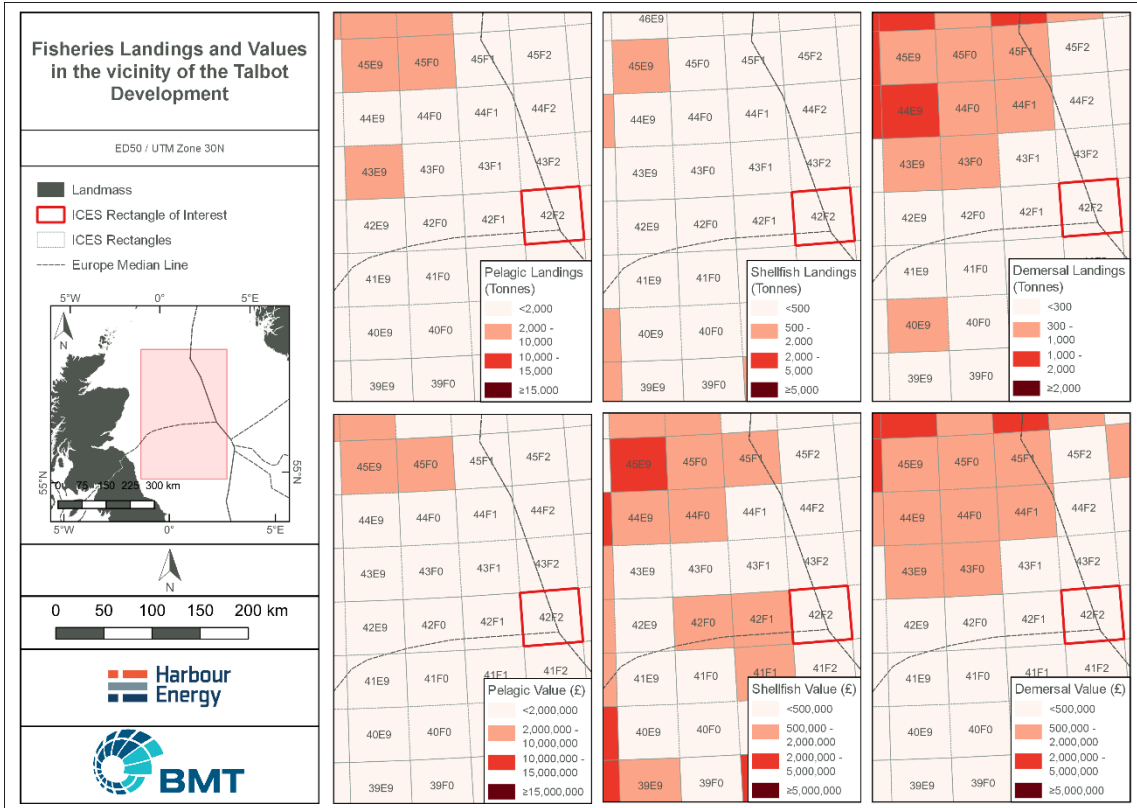 Fisheries Landings and Values
in the vicinity of the Talbot
Development
ED50 / UTM Zone 30N
Landmass
ICES Rectangle of Interest
ICES Rectangles
Europe Median Line
5°W 0° 5°E
N
55°N
55°N
0 75 150 225 300 km
5°W 0° 5°E
N
0 50 100 150 200 km
Harbour
Energy
BMT
45E9 45F0 45F1 45F2
44E9 44F0 44F1 44F2
43E9 43F0 43F1 43F2
42E9 42F0 42F1 42F2
41E9 41F0
40E9 40F0
39E9 39F0
Pelagic Landings
(Tonnes)
<2,000
2,000 -
10,000
10,000 -
15,000
≥15,000
46E9
45E9 45F0 45F1 45F2
44E9 44F0 44F1 44F2
43E9 43F0 43F1 43F2
42E9 42F0 42F1 42F2
41E9 41F0
40E9 40F0
39E9 39F0
Shellfish Landings
(Tonnes)
<500
500 -
2,000
2,000 -
5,000
≥5,000
45E9 45F0 45F1 45F2
44E9 44F0 44F1 44F2
43E9 43F0 43F1 43F2
42E9 42F0 42F1 42F2
41E9 41F0
40E9 40F0
39E9 39F0
Demersal Landings
(Tonnes)
<300
300 -
1,000
1,000 -
2,000
≥2,000
45E9 45F0 45F1 45F2
44E9 44F0 44F1 44F2
43E9 43F0 43F1 43F2
42E9 42F0 42F1 42F2
41E9 41F0 41F1 41F2
40E9 40F0
39E9 39F0
Pelagic Value (£)
<2,000,000
2,000,000 -
10,000,000
10,000,000 -
15,000,000
≥15,000,000
45E9 45F0 45F1 45F2
44E9 44F0 44F1 44F2
43E9 43F0 43F1 43F2
42E9 42F0 42F1 42F2
41E9 41F0 41F1 41F2
40E9 40F0
39E9 39F0
Shellfish Value (£)
<500,000
500,000 -
2,000,000
2,000,000 -
5,000,000
≥5,000,000
45E9 45F0 45F1 45F2
44E9 44F0 44F1 44F2
43E9 43F0 43F1 43F2
42E9 42F0 42F1 42F2
41E9 41F0 41F1 41F2
40E9 40F0
39E9 39F0
Demersal Value (£)
<500,000
500,000 -
2,000,000
2,000,000 -
5,000,000
≥5,000,000